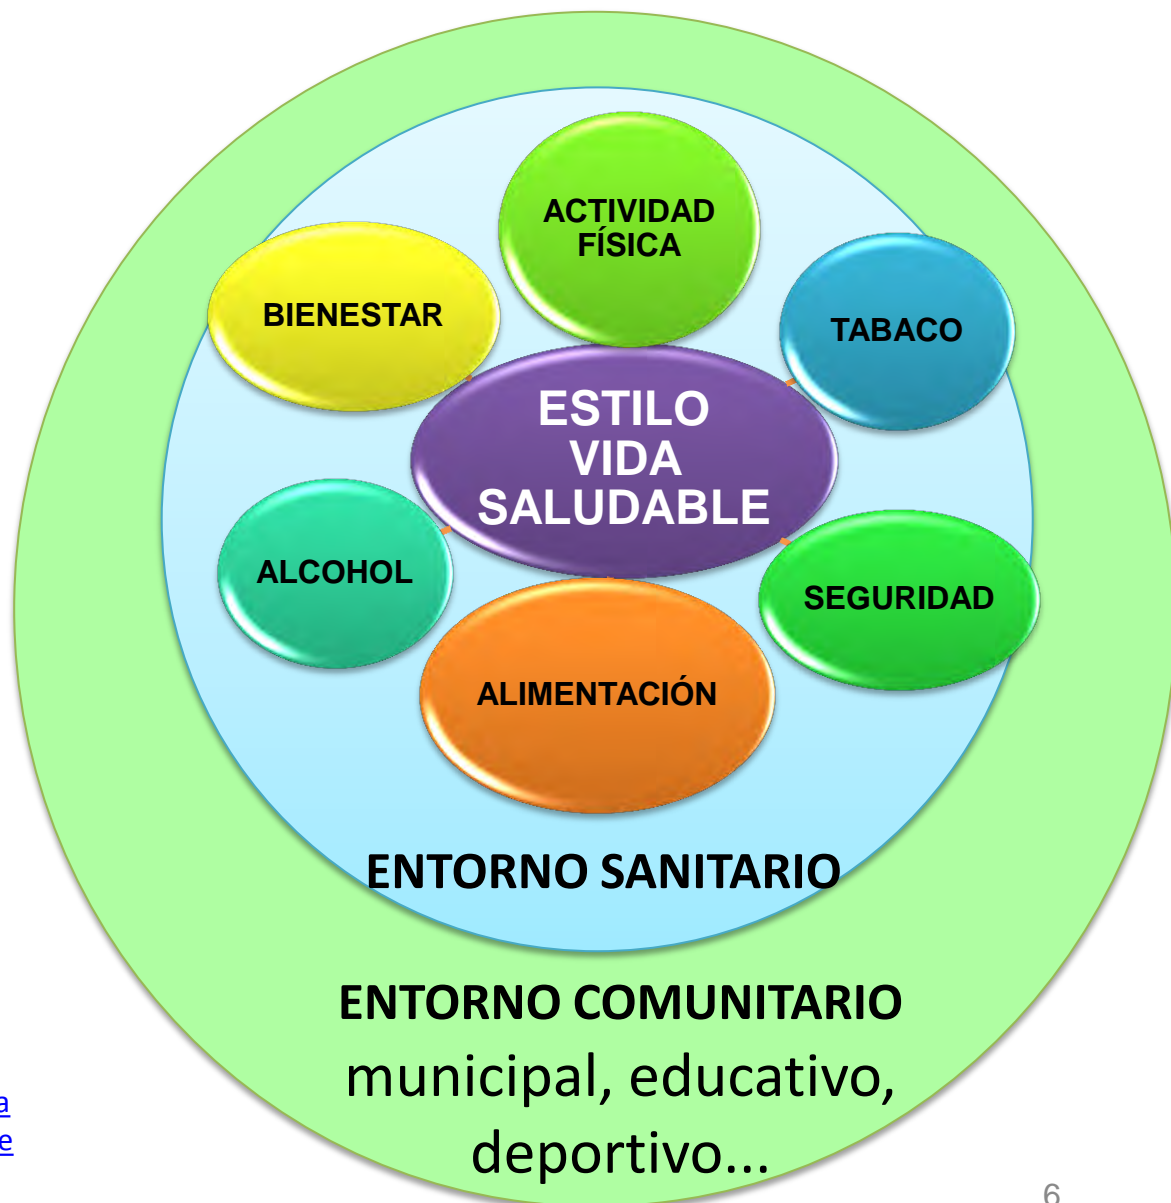 ACTIVIDAD
FÍSICA
BIENESTAR
TABACO
ESTILO
VIDA
SALUDABLE
ALCOHOL
SEGURIDAD
ALIMENTACIÓN
ENTORNO SANITARIO
ENTORNO COMUNITARIO
municipal, educativo,
deportivo...
a
e
6